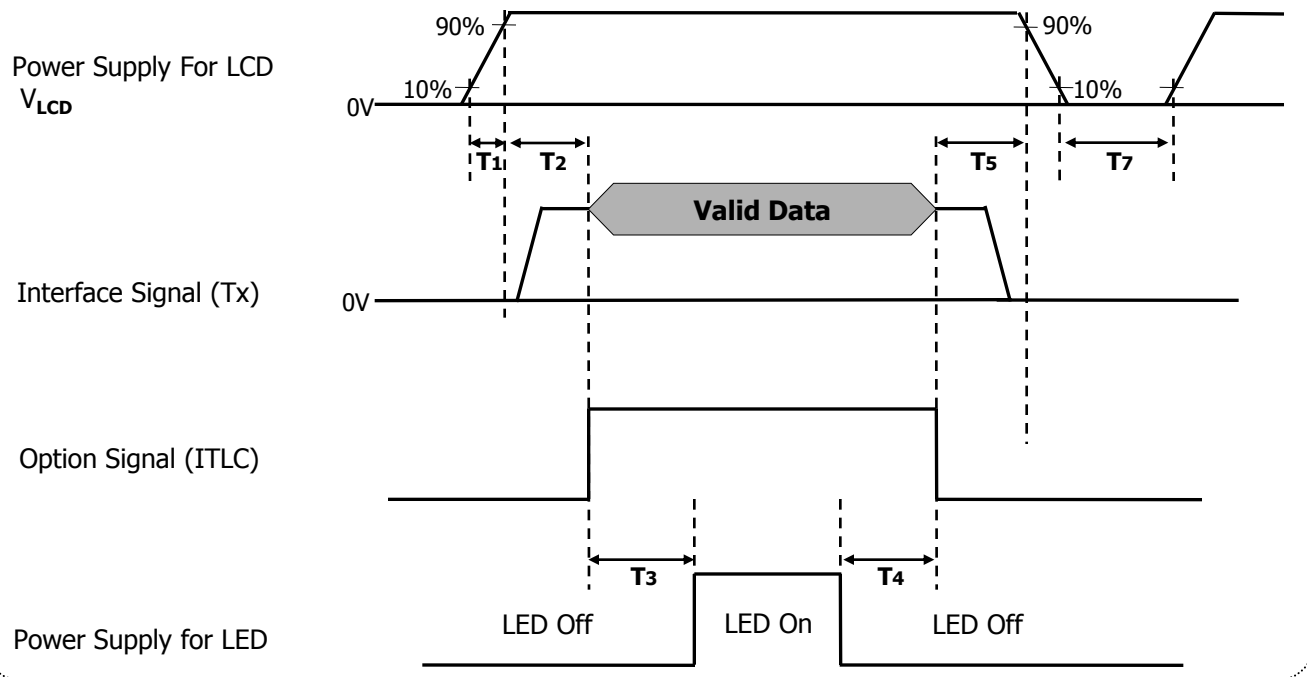 90%
90%
Power Supply For LCD
VLCD
10%
10%
0V
T1
T2
T5
T7
Valid Data
Interface Signal (Tx)
0V
Option Signal (ITLC)
T3
T4
LED Off
LED On
LED Off
Power Supply for LED